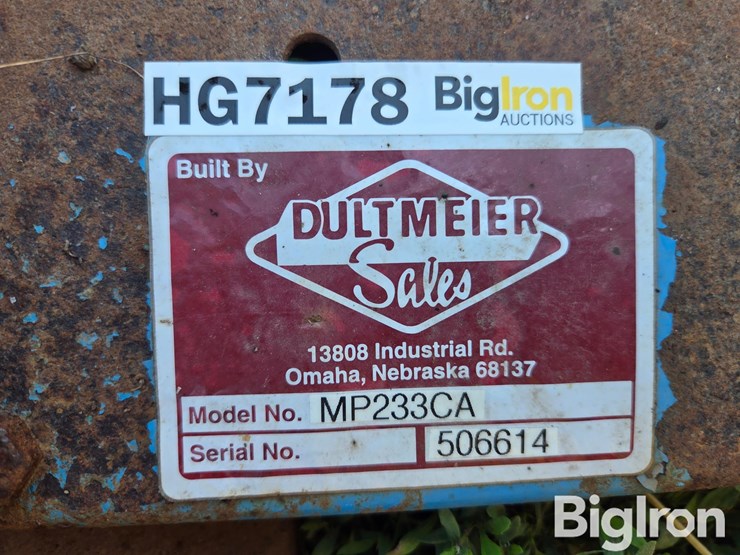 HG7178 BigIron
AUCTIONS
Built By
DULTMEIER
Sales
13808 Industrial Rd.
Omaha, Nebraska 68137
Model No. MP233CA
Serial No. 506614
BigIron